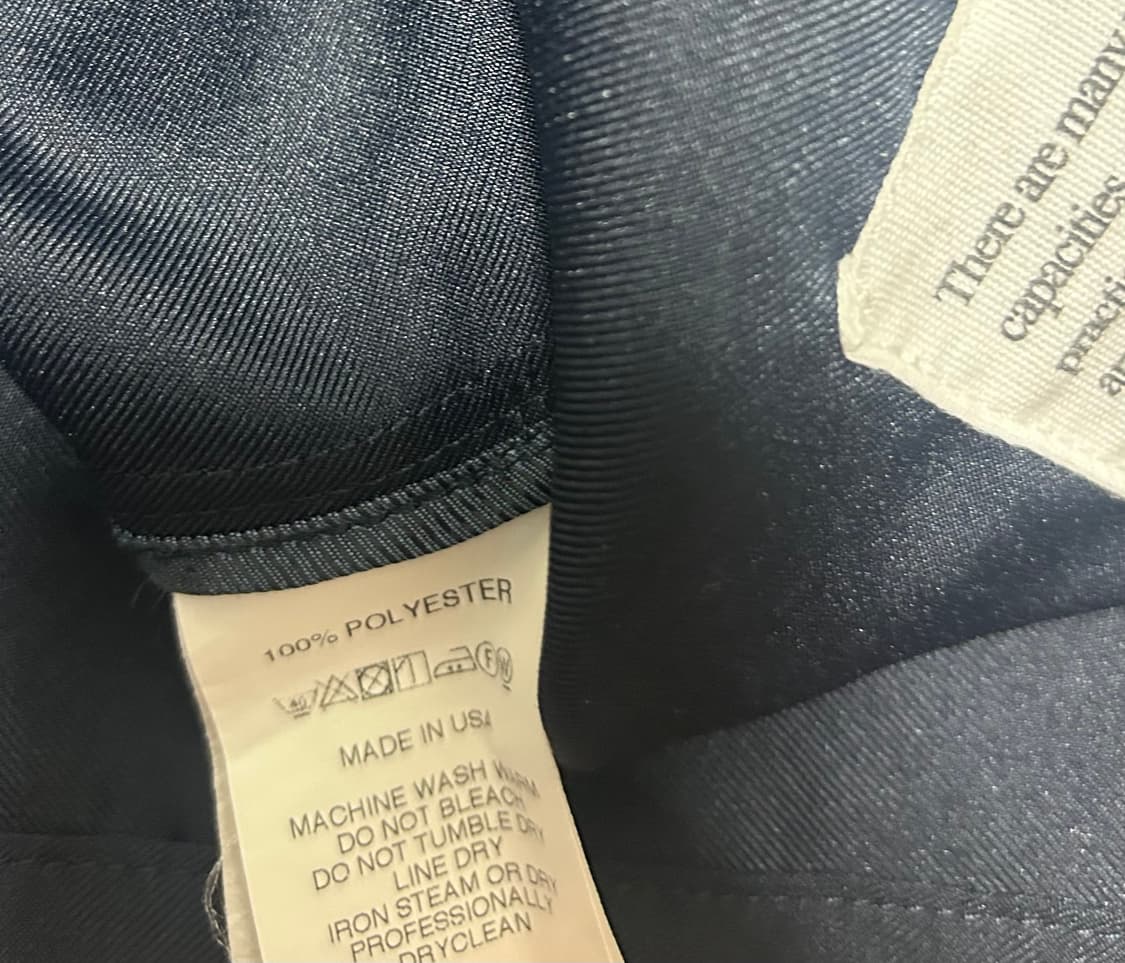 100% POLYESTER
40 F W
MADE IN USA
MACHINE WASH WARM
DO NOT BLEACH
DO NOT TUMBLE DRY
LINE DRY
IRON STEAM OR DRY
PROFESSIONALLY
DRYCLEAN
There are many
capacities